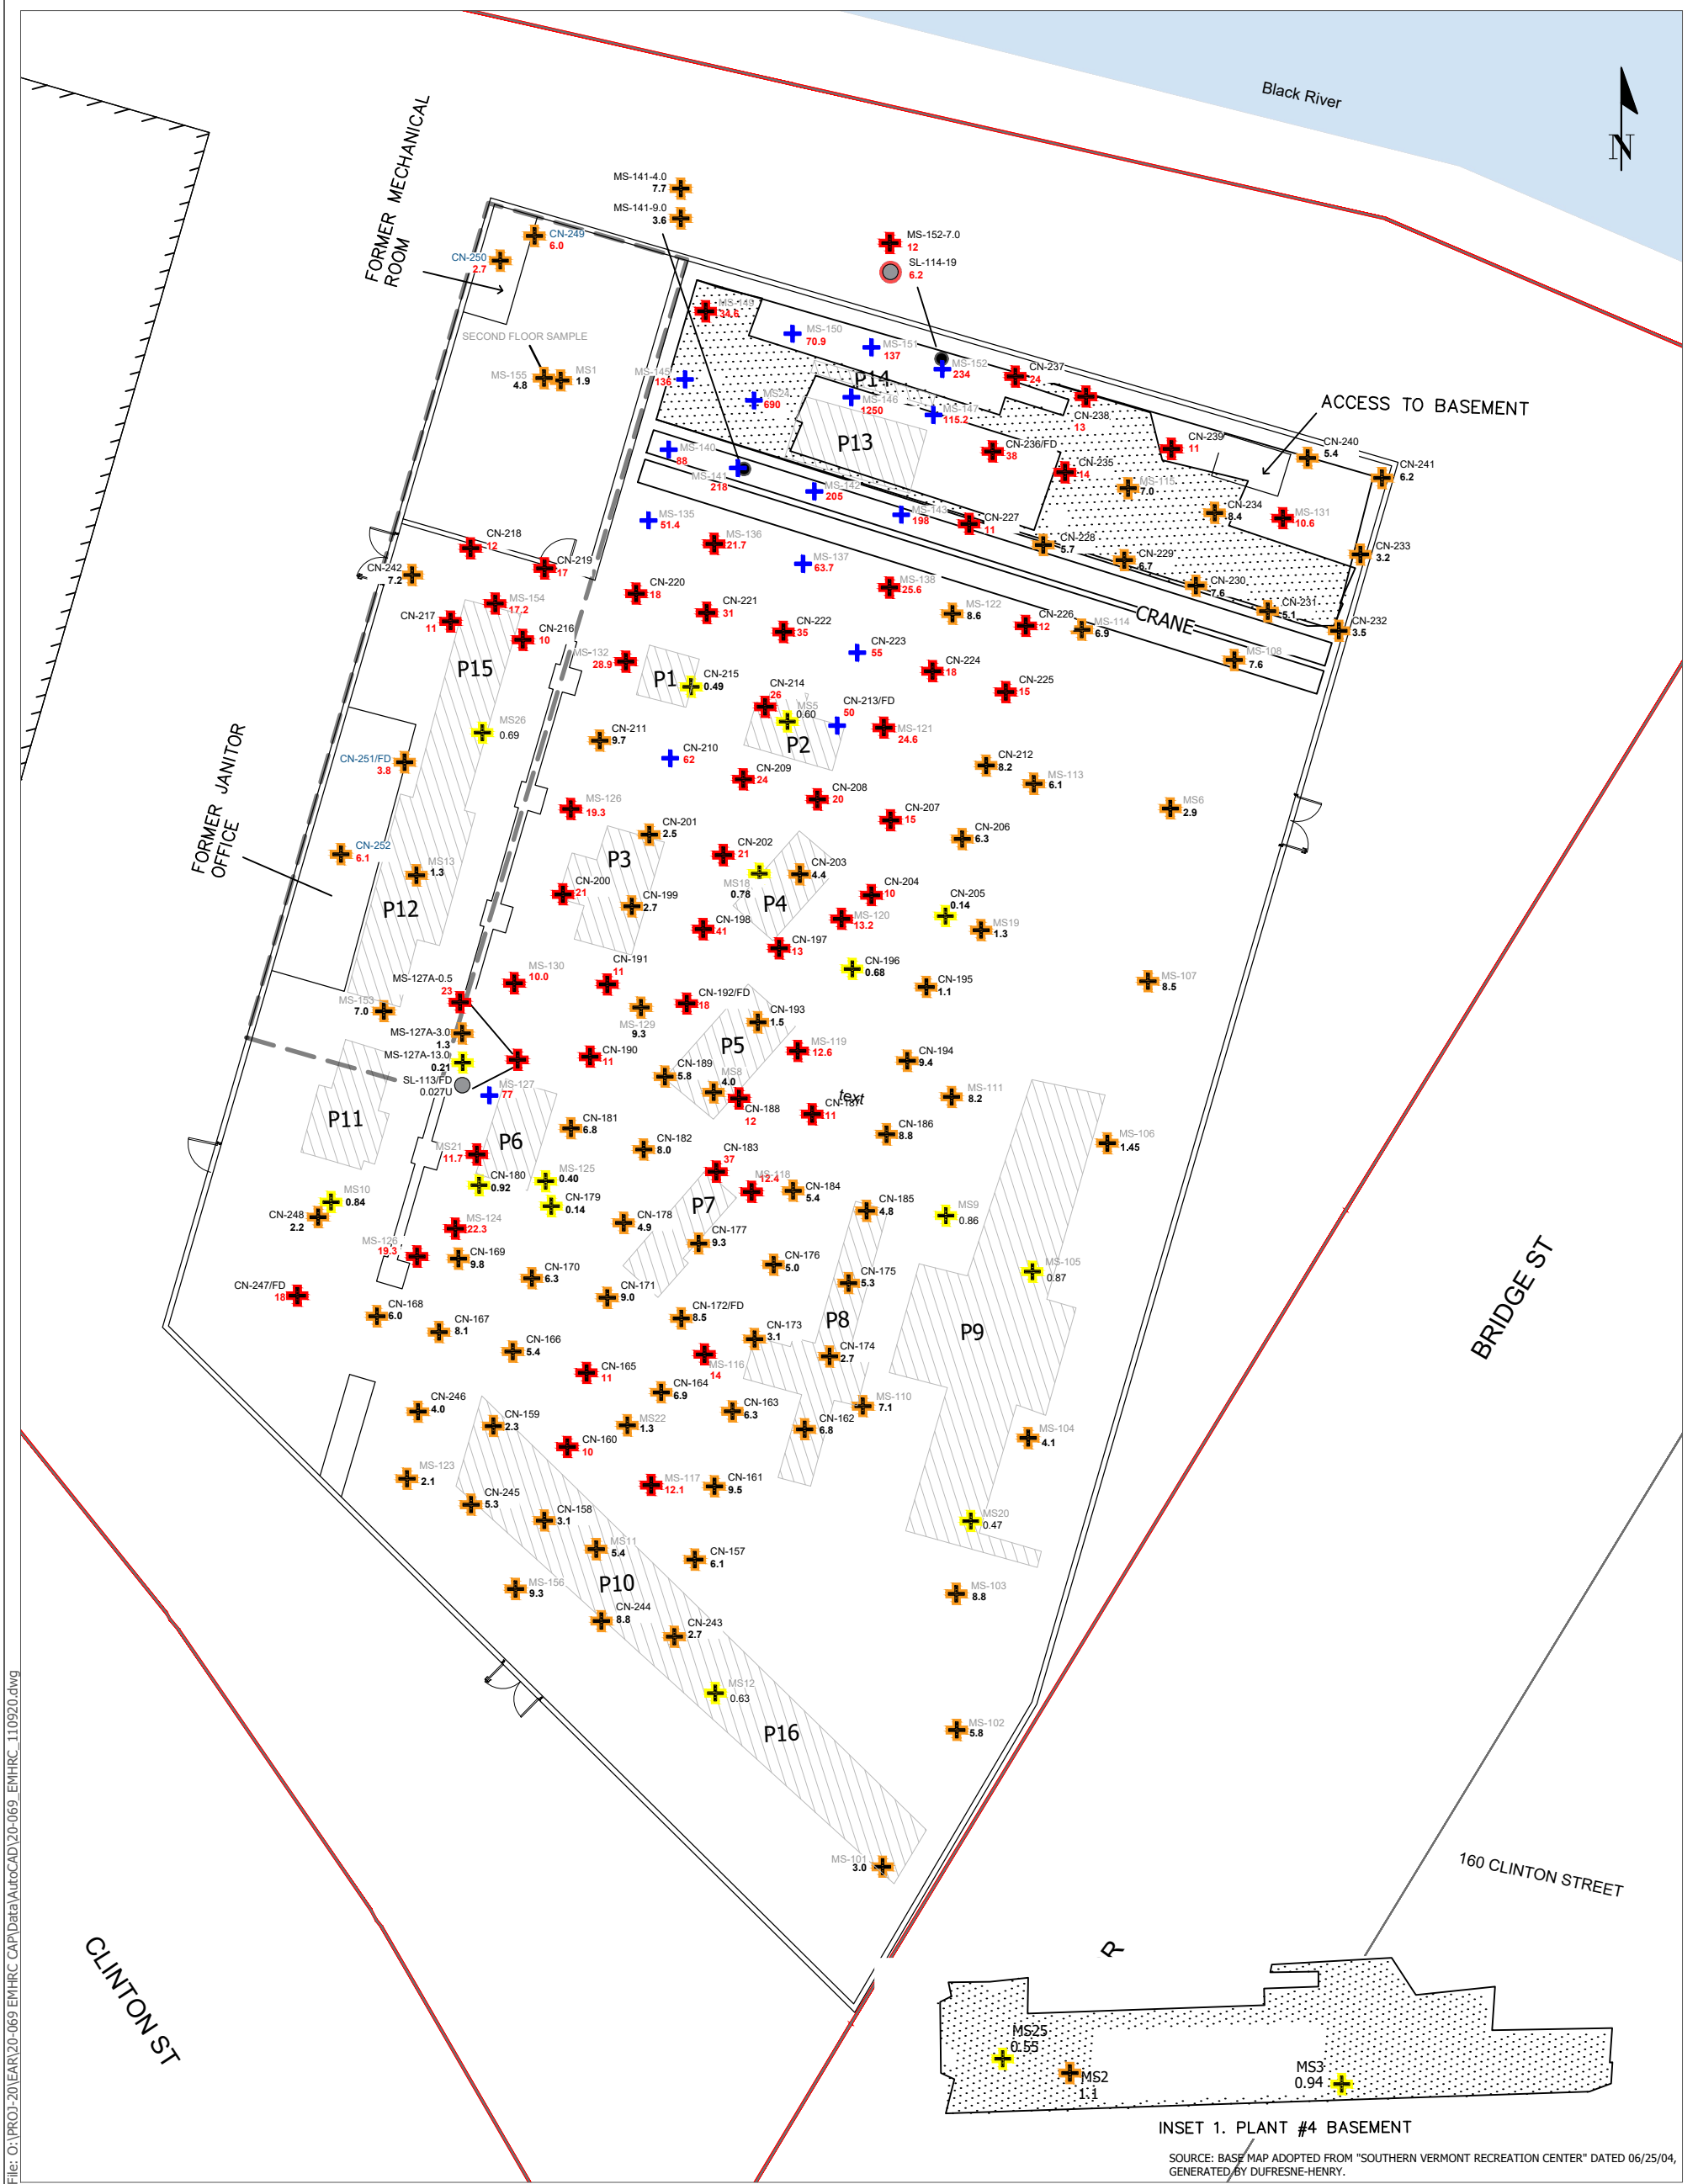 Black River
N
FORMER MECHANICAL
ROOM
MS-141-4.0
7.7
MS-141-9.0
3.6
MS-152-7.0
12
SL-114-19
6.2
CN-249
6.0
CN-250
2.7
SECOND FLOOR SAMPLE
MS-155
4.8
MS1
1.9
MS-149
34.6
MS-150
70.9
MS-151
137
MS-152
234
CN-237
24
CN-238
13
MS-145
136
MS24
690
P14
MS-146
1250
MS-147
115.2
P13
ACCESS TO BASEMENT
CN-239
11
CN-240
5.4
CN-241
6.2
CN-236/FD
38
CN-235
14
MS-115
7.0
CN-234
8.4
MS-131
10.6
MS-140
88
MS-141
218
MS-142
205
MS-143
198
CN-227
11
CN-228
5.7
CN-229
6.7
CN-230
7.6
CN-231
5.1
CN-232
3.5
CN-233
3.2
MS-135
51.4
MS-136
21.7
MS-137
63.7
MS-138
25.6
MS-122
8.6
CN-226
12
MS-114
6.9
CRANE
MS-108
7.6
CN-218
12
CN-219
17
CN-242
7.2
CN-217
11
MS-154
17.2
CN-216
10
CN-220
18
CN-221
31
CN-222
35
CN-223
55
CN-224
18
CN-225
15
P15
MS-132
28.9
P1
CN-215
0.49
CN-214
26
MS5
0.60
CN-213/FD
50
P2
MS-121
24.6
MS26
0.69
CN-211
9.7
CN-210
62
CN-209
24
CN-208
20
CN-207
15
CN-212
8.2
MS-113
6.1
MS6
2.9
CN-206
6.3
FORMER JANITOR
OFFICE
CN-251/FD
3.8
CN-252
6.1
MS13
1.3
P12
MS-126
19.3
CN-201
2.5
P3
CN-200
21
CN-199
2.7
CN-202
21
MS18
0.78
CN-203
4.4
P4
CN-204
10
MS-120
13.2
CN-205
0.14
MS19
1.3
CN-198
41
CN-197
13
CN-196
0.68
CN-195
1.1
MS-107
8.5
MS-127A-0.5
23
MS-153
7.0
MS-127A-3.0
1.3
MS-127A-13.0
0.21
SL-113/FD
0.027U
MS-127
77
MS-130
10.0
CN-191
11
MS-129
9.3
CN-192/FD
18
CN-193
1.5
P5
MS-119
12.6
CN-190
11
CN-189
5.8
MS8
4.0
CN-188
12
text
CN-187
11
CN-194
9.4
MS-111
8.2
CN-186
8.8
MS-106
1.45
P11
P6
MS21
11.7
CN-180
0.92
CN-181
6.8
CN-182
8.0
MS-125
0.40
CN-179
0.14
CN-183
37
MS-118
12.4
CN-184
5.4
CN-185
4.8
MS9
0.86
MS10
0.84
CN-248
2.2
MS-124
22.3
MS-126
19.3
CN-169
9.8
CN-178
4.9
P7
CN-177
9.3
CN-176
5.0
CN-175
5.3
MS-105
0.87
CN-247/FD
18
CN-170
6.3
CN-171
9.0
CN-172/FD
8.5
CN-173
3.1
P8
CN-174
2.7
P9
CN-168
6.0
CN-167
8.1
CN-166
5.4
CN-165
11
MS-116
14
CN-164
6.9
CN-163
6.3
CN-162
6.8
MS-110
7.1
MS-104
4.1
CN-246
4.0
CN-159
2.3
CN-160
10
MS22
1.3
MS-123
2.1
MS-117
12.1
CN-161
9.5
CN-245
5.3
CN-158
3.1
MS11
5.4
CN-157
6.1
MS20
0.47
MS-156
9.3
P10
CN-244
8.8
CN-243
2.7
MS-103
8.8
MS12
0.63
P16
MS-102
5.8
MS-101
3.0
BRIDGE ST
CLINTON ST
160 CLINTON STREET
R
MS25
0.55
MS2
1.1
MS3
0.94
INSET 1. PLANT #4 BASEMENT
SOURCE: BASE MAP ADOPTED FROM "SOUTHERN VERMONT RECREATION CENTER" DATED 06/25/04,
GENERATED BY DUFRESNE-HENRY.
File: O:\PROJ-20\EAR\20-069 EMHRC CAP\Data\AutoCAD\20-069_EMHRC_110920.dwg